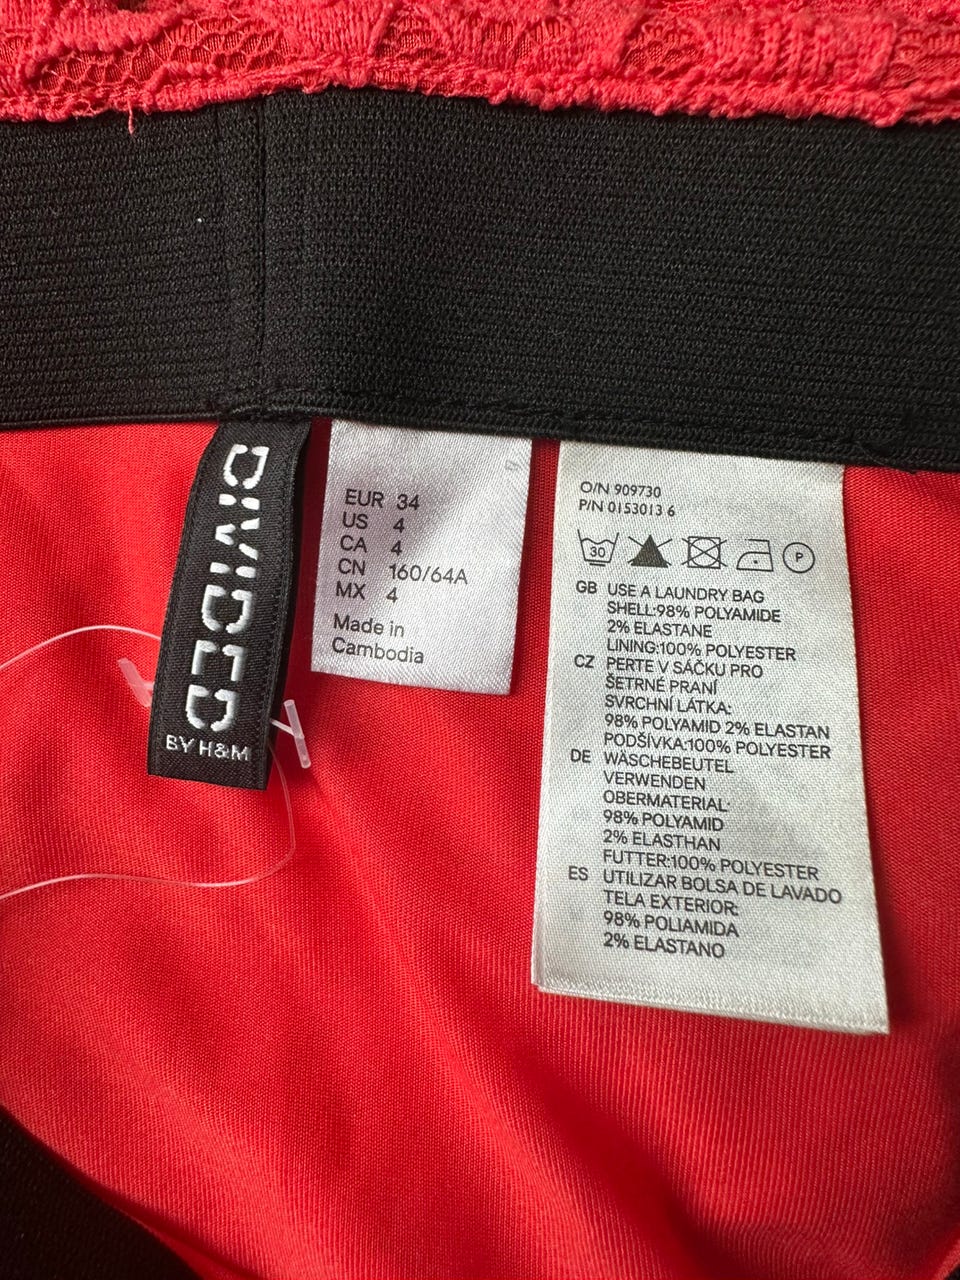 DIVIDED
BY H&M
EUR 34
US 4
CA 4
CN 160/64A
MX 4
Made in
Cambodia
O/N 909730
P/N 0153013 6
30
P
GB USE A LAUNDRY BAG
SHELL:98% POLYAMIDE
2% ELASTANE
LINING:100% POLYESTER
CZ PERTE V SÁČKU PRO
ŠETRNÉ PRANÍ
SVRCHNÍ LÁTKA:
98% POLYAMID 2% ELASTAN
PODŠÍVKA:100% POLYESTER
DE WÄSCHEBEUTEL
VERWENDEN
OBERMATERIAL:
98% POLYAMID
2% ELASTHAN
FUTTER:100% POLYESTER
ES UTILIZAR BOLSA DE LAVADO
TELA EXTERIOR:
98% POLIAMIDA
2% ELASTANO